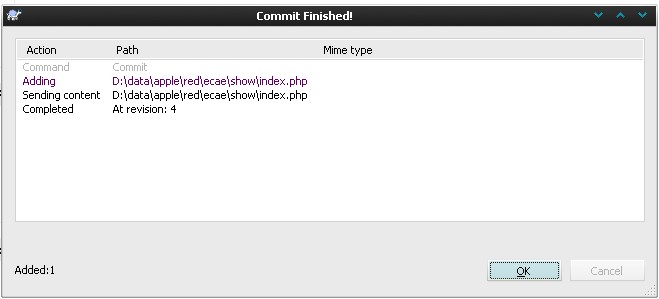 Commit Finished!
Action Path Mime type
Command Commit
Adding D:\data\apple\red\ecae\show\index.php
Sending content D:\data\apple\red\ecae\show\index.php
Completed At revision: 4
Added:1
OK Cancel